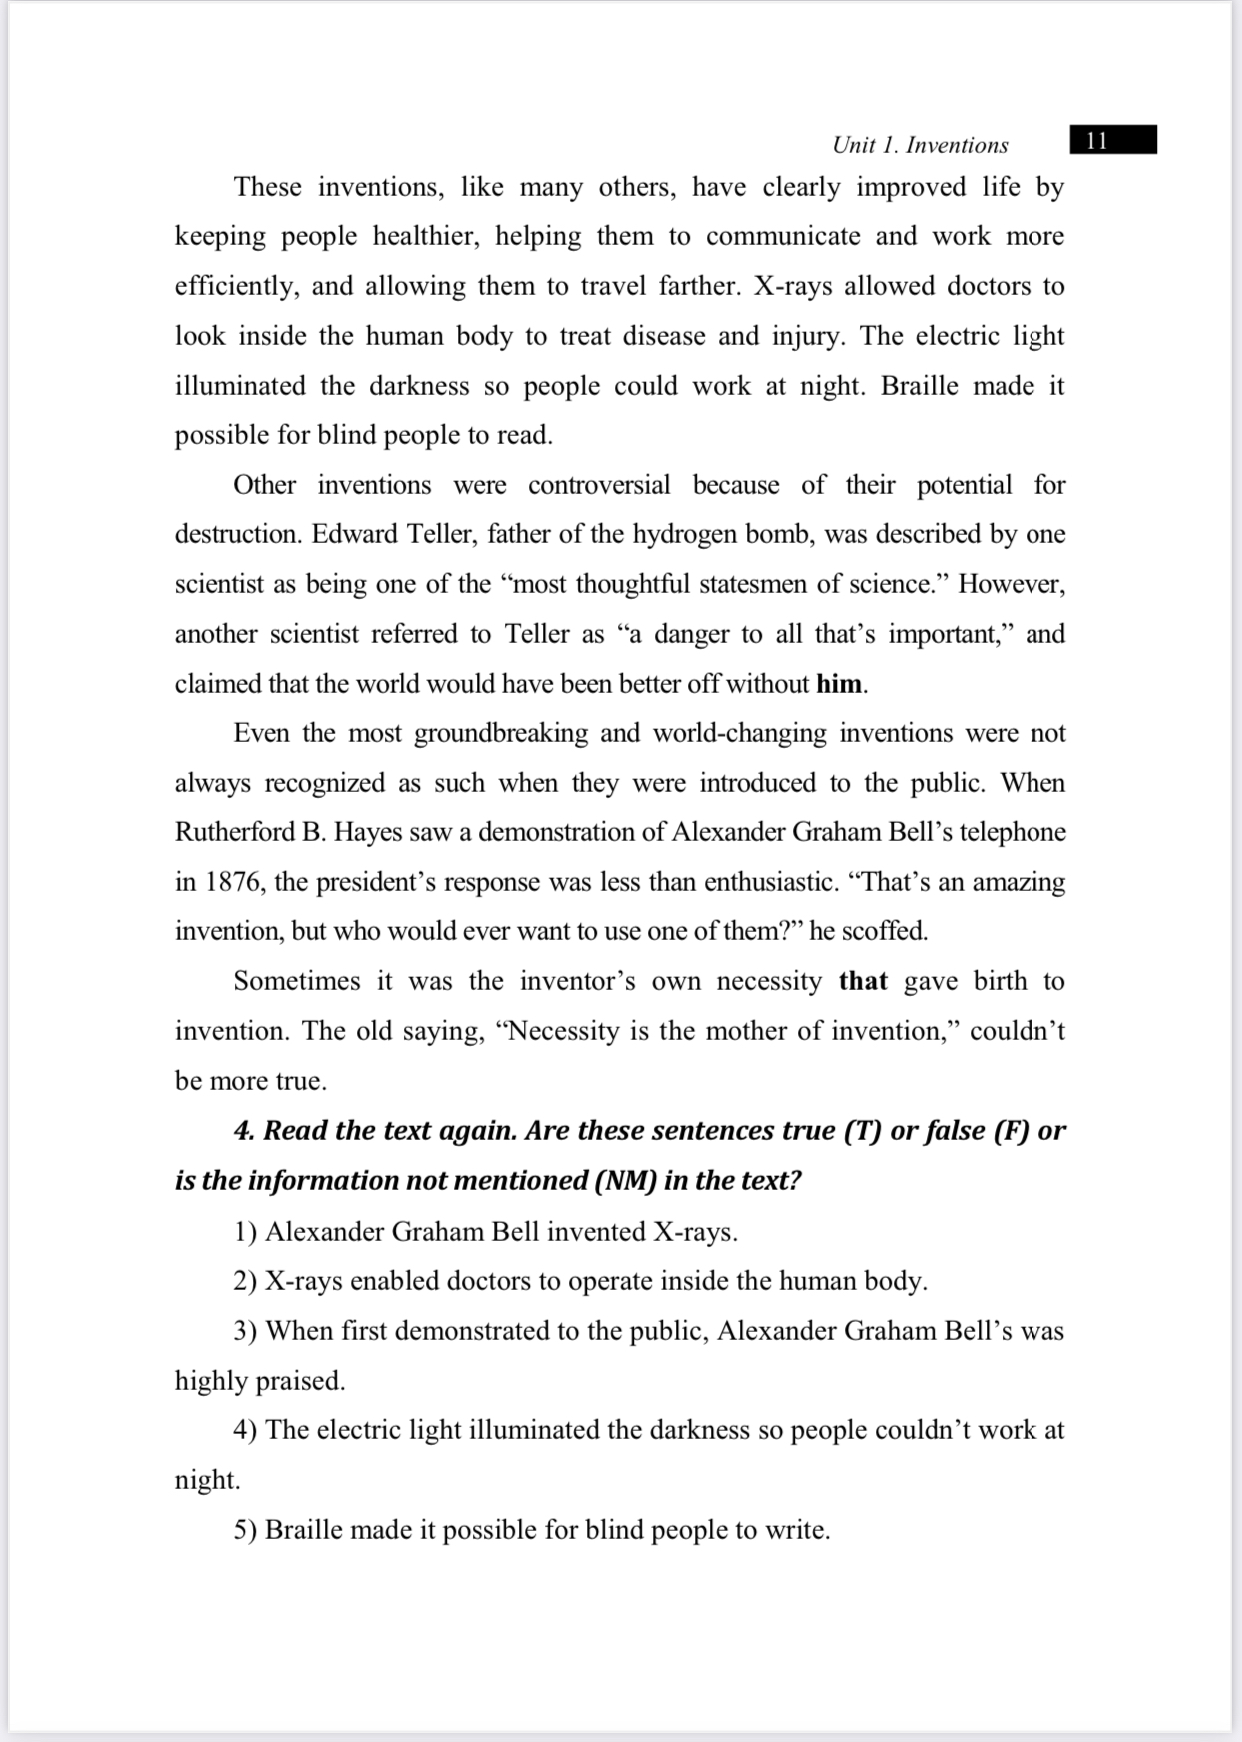 Unit 1. Inventions 11
These inventions, like many others, have clearly improved life by
keeping people healthier, helping them to communicate and work more
efficiently, and allowing them to travel farther. X-rays allowed doctors to
look inside the human body to treat disease and injury. The electric light
illuminated the darkness so people could work at night. Braille made it
possible for blind people to read.
Other inventions were controversial because of their potential for
destruction. Edward Teller, father of the hydrogen bomb, was described by one
scientist as being one of the “most thoughtful statesmen of science.” However,
another scientist referred to Teller as “a danger to all that’s important,” and
claimed that the world would have been better off without him.
Even the most groundbreaking and world-changing inventions were not
always recognized as such when they were introduced to the public. When
Rutherford B. Hayes saw a demonstration of Alexander Graham Bell’s telephone
in 1876, the president’s response was less than enthusiastic. “That’s an amazing
invention, but who would ever want to use one of them?” he scoffed.
Sometimes it was the inventor’s own necessity that gave birth to
invention. The old saying, “Necessity is the mother of invention,” couldn’t
be more true.
4. Read the text again. Are these sentences true (T) or false (F) or
is the information not mentioned (NM) in the text?
1) Alexander Graham Bell invented X-rays.
2) X-rays enabled doctors to operate inside the human body.
3) When first demonstrated to the public, Alexander Graham Bell’s was
highly praised.
4) The electric light illuminated the darkness so people couldn’t work at
night.
5) Braille made it possible for blind people to write.